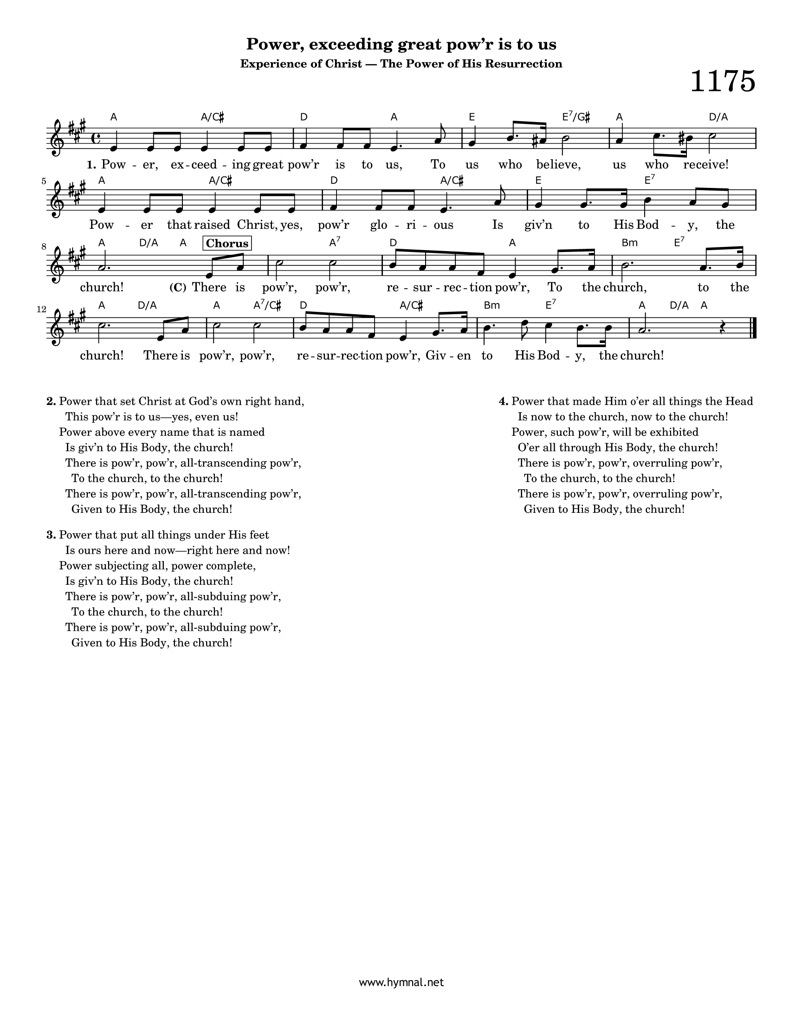 Power, exceeding great pow’r is to us
Experience of Christ — The Power of His Resurrection
1175
A A/C♯ D A E E7/G♯ A D/A
1. Pow - er, ex - ceed - ing great pow’r is to us, To us who believe, us who receive!
5 A A/C♯ D A/C♯ E E7
Pow - er that raised Christ, yes, pow’r glo - ri - ous Is giv’n to His Bod - y, the
8 A D/A A Chorus A7 D A Bm E7
church! (C) There is pow’r, pow’r, re - sur - rec - tion pow’r, To the church, to the
12 A D/A A A7/C♯ D A/C♯ Bm E7 A D/A A
church! There is pow’r, pow’r, re - sur - rection pow’r, Giv - en to His Bod - y, the church!
2. Power that set Christ at God’s own right hand,
This pow’r is to us—yes, even us!
Power above every name that is named
Is giv’n to His Body, the church!
There is pow’r, pow’r, all-transcending pow’r,
To the church, to the church!
There is pow’r, pow’r, all-transcending pow’r,
Given to His Body, the church!
3. Power that put all things under His feet
Is ours here and now—right here and now!
Power subjecting all, power complete,
Is giv’n to His Body, the church!
There is pow’r, pow’r, all-subduing pow’r,
To the church, to the church!
There is pow’r, pow’r, all-subduing pow’r,
Given to His Body, the church!
4. Power that made Him o’er all things the Head
Is now to the church, now to the church!
Power, such pow’r, will be exhibited
O’er all through His Body, the church!
There is pow’r, pow’r, overruling pow’r,
To the church, to the church!
There is pow’r, pow’r, overruling pow’r,
Given to His Body, the church!
www.hymnal.net